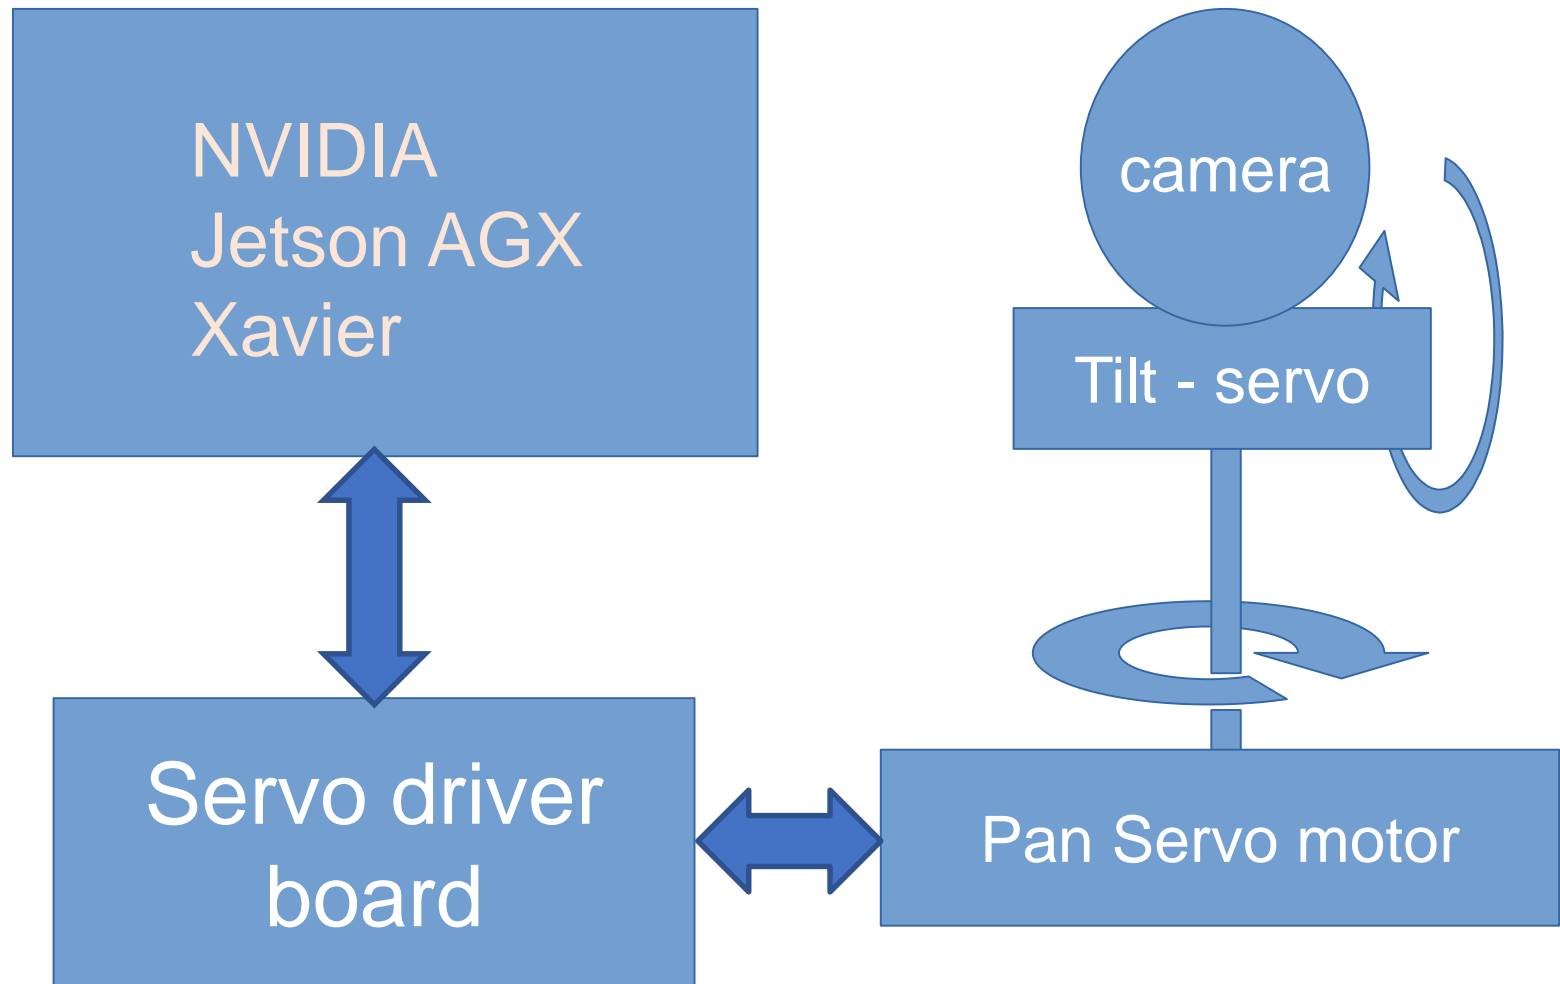 NVIDIA
Jetson AGX
Xavier
camera
Tilt - servo
Servo driver
board
Pan Servo motor